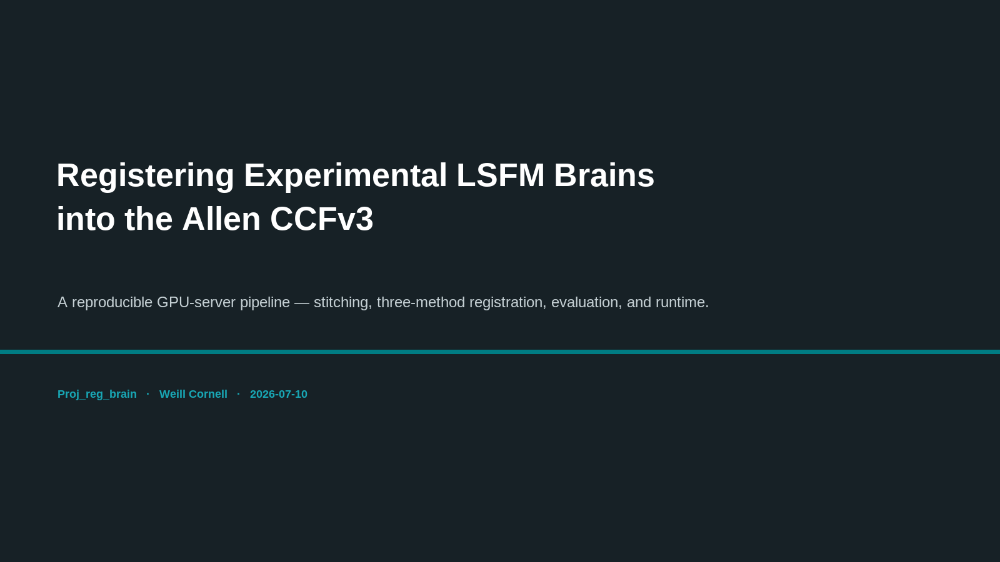 Registering Experimental LSFM Brains
into the Allen CCFv3
A reproducible GPU-server pipeline — stitching, three-method registration, evaluation, and runtime.
Proj_reg_brain · Weill Cornell · 2026-07-10